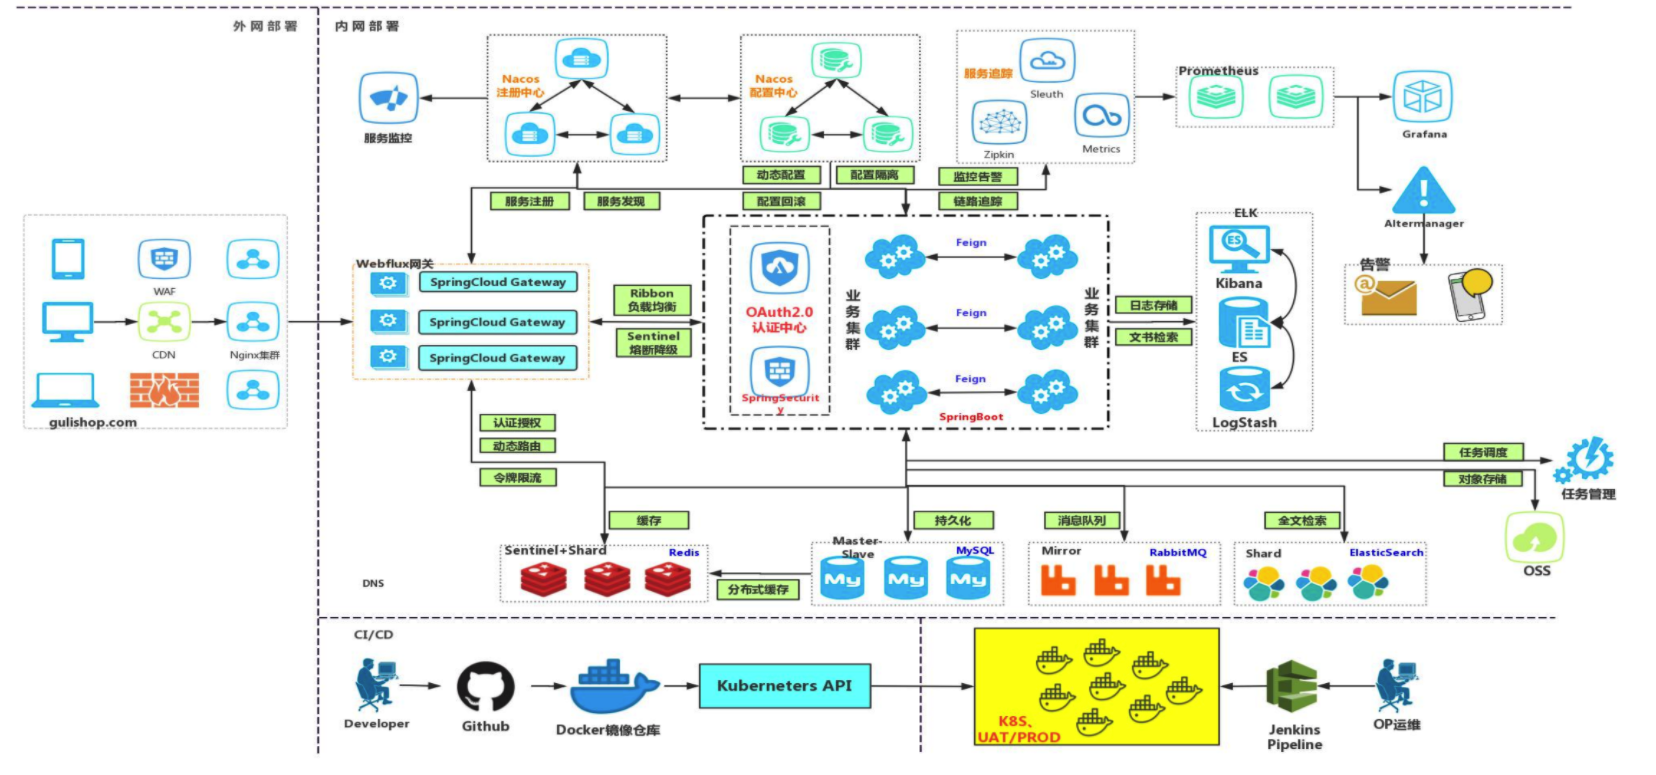 外网部署
内网部署
服务监控
Nacos
注册中心
Nacos
配置中心
服务追踪
Sleuth
Zipkin
Metrics
Prometheus
Grafana
Altermanager
告警
动态配置
配置隔离
监控告警
服务注册
服务发现
配置回滚
链路追踪
WAF
CDN
Nginx集群
gulishop.com
Webflux网关
SpringCloud Gateway
SpringCloud Gateway
SpringCloud Gateway
Ribbon
负载均衡
Sentinel
熔断降级
OAuth2.0
认证中心
SpringSecurit
y
业务集群
Feign
Feign
Feign
SpringBoot
业务集群
日志存储
文书检索
ELK
ES
Kibana
ES
LogStash
认证授权
动态路由
令牌限流
任务调度
对象存储
任务管理
OSS
缓存
持久化
消息队列
全文检索
Sentinel+Shard
Redis
Master-
Slave
MySQL
My
My
My
Mirror
RabbitMQ
Shard
ElasticSearch
分布式缓存
DNS
CI/CD
Developer
Github
Docker镜像仓库
Kuberneters API
K8S、
UAT/PROD
Jenkins
Pipeline
OP运维